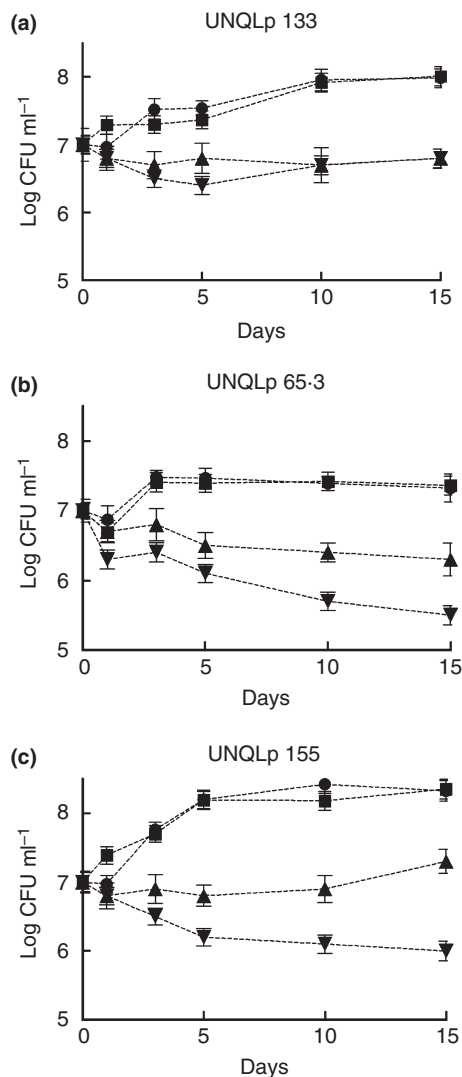 (a)
UNQLp 133
8
7
6
5
Log CFU ml⁻¹
0 5 10 15
Days
(b)
UNQLp 65·3
8
7
6
5
Log CFU ml⁻¹
0 5 10 15
Days
(c)
UNQLp 155
8
7
6
5
Log CFU ml⁻¹
0 5 10 15
Days